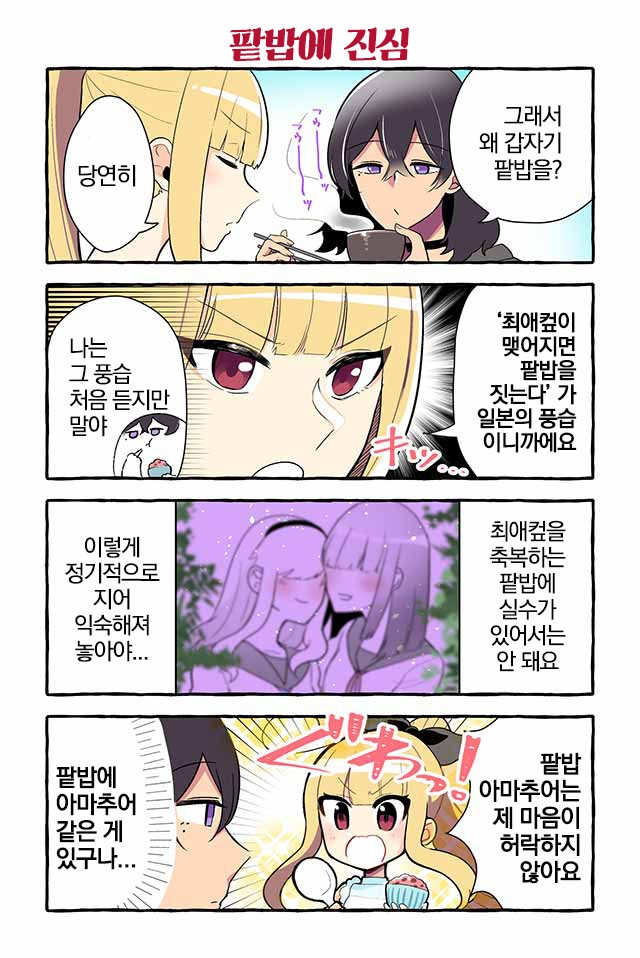 팥밥에 진심
그래서
왜 갑자기
팥밥을?
당연히
‘최애컾이
맺어지면
팥밥을
짓는다’ 가
일본의 풍습
이니까에요
나는
그 풍습
처음 듣지만
말야
キッ...
최애컾을
축복하는
팥밥에
실수가
있어서는
안 돼요
이렇게
정기적으로
지어
익숙해져
놓아야...
팥밥
아마추어는
제 마음이
허락하지
않아요
ぐわっ!
팥밥에
아마추어
같은 게
있구나...